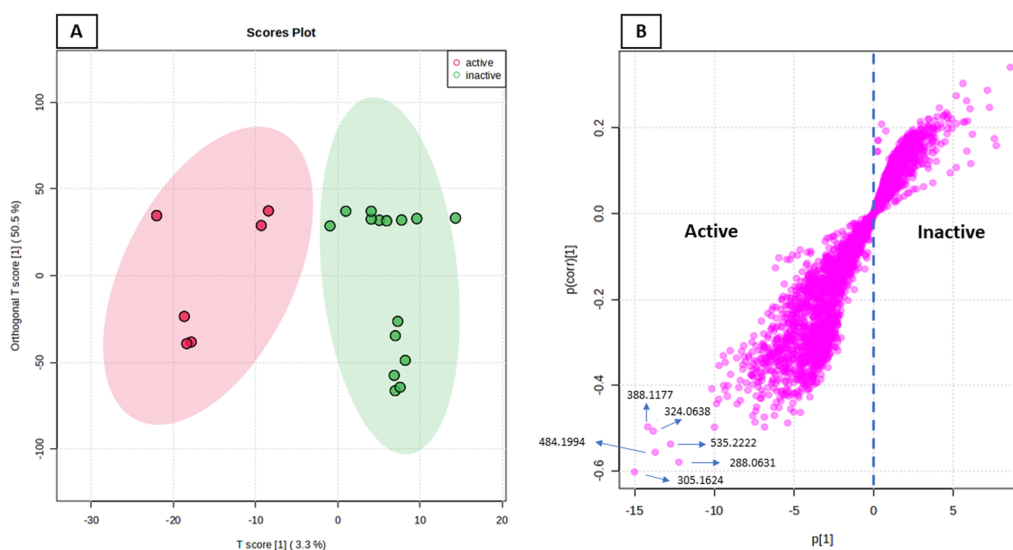 A
Scores Plot
active
inactive
Orthogonal T score [1] ( 50.5 %)
100
50
0
-50
-100
-30
-20
-10
0
10
20
T score [1] ( 3.3 %)
B
p(corr)[1]
0.2
0.0
-0.2
-0.4
-0.6
Active
Inactive
388.1177
324.0638
484.1994
535.2222
288.0631
305.1624
-15
-10
-5
0
5
p[1]